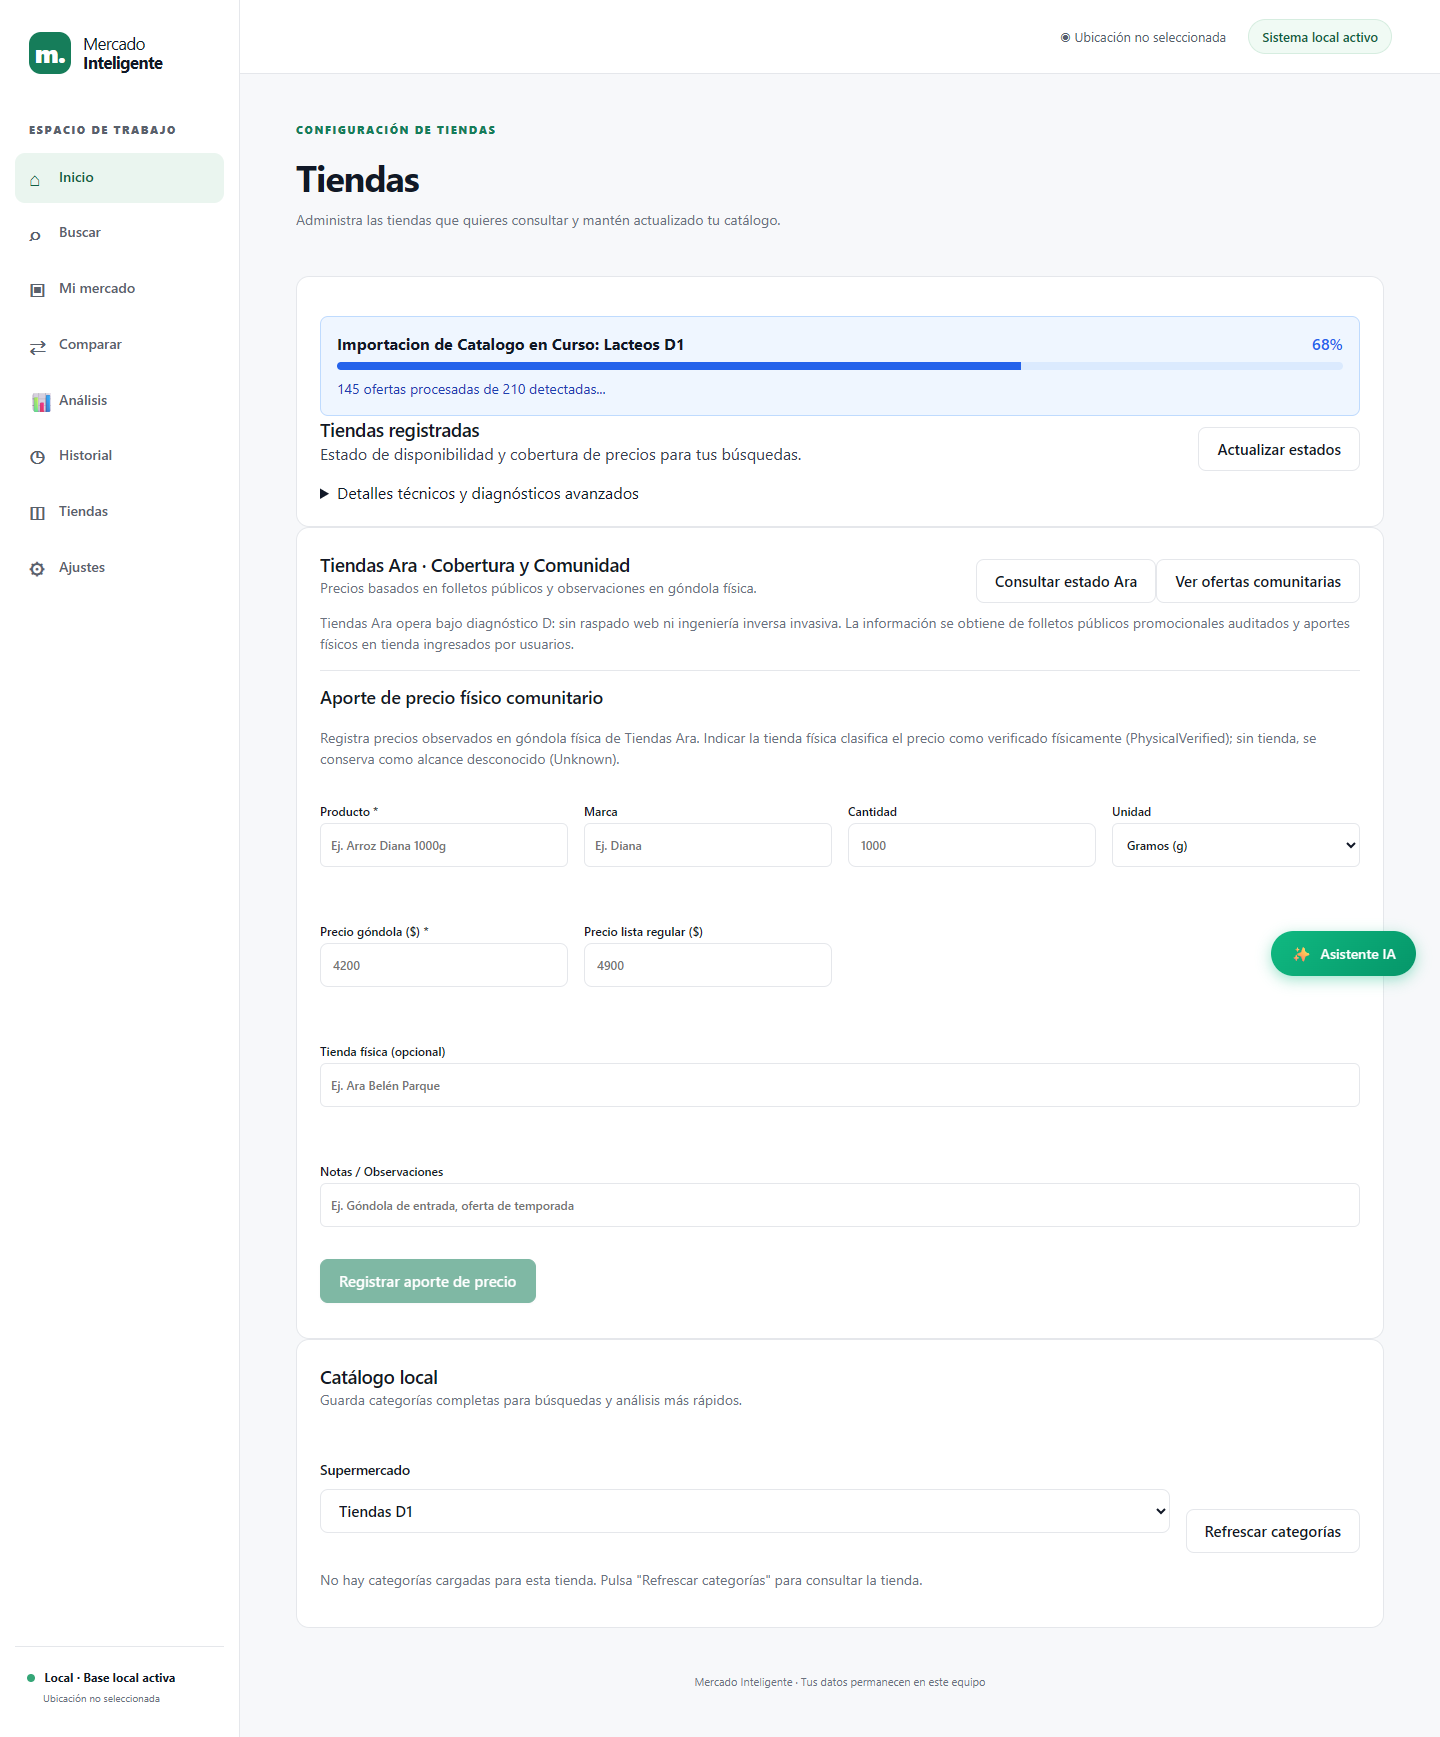 m.
Mercado
Inteligente
ESPACIO DE TRABAJO
Inicio
Buscar
Mi mercado
Comparar
Análisis
Historial
Tiendas
Ajustes
Local · Base local activa
Ubicación no seleccionada
Ubicación no seleccionada
Sistema local activo
CONFIGURACIÓN DE TIENDAS
Tiendas
Administra las tiendas que quieres consultar y mantén actualizado tu catálogo.
Importacion de Catalogo en Curso: Lacteos D1
68%
145 ofertas procesadas de 210 detectadas...
Tiendas registradas
Estado de disponibilidad y cobertura de precios para tus búsquedas.
Actualizar estados
Detalles técnicos y diagnósticos avanzados
Tiendas Ara · Cobertura y Comunidad
Precios basados en folletos públicos y observaciones en góndola física.
Consultar estado Ara
Ver ofertas comunitarias
Tiendas Ara opera bajo diagnóstico D: sin raspado web ni ingeniería inversa invasiva. La información se obtiene de folletos públicos promocionales auditados y aportes
físicos en tienda ingresados por usuarios.
Aporte de precio físico comunitario
Registra precios observados en góndola física de Tiendas Ara. Indicar la tienda física clasifica el precio como verificado físicamente (PhysicalVerified); sin tienda, se
conserva como alcance desconocido (Unknown).
Producto *
Marca
Cantidad
Unidad
Ej. Arroz Diana 1000g
Ej. Diana
1000
Gramos (g)
Precio góndola ($) *
Precio lista regular ($)
4200
4900
Asistente IA
Tienda física (opcional)
Ej. Ara Belén Parque
Notas / Observaciones
Ej. Góndola de entrada, oferta de temporada
Registrar aporte de precio
Catálogo local
Guarda categorías completas para búsquedas y análisis más rápidos.
Supermercado
Tiendas D1
Refrescar categorías
No hay categorías cargadas para esta tienda. Pulsa "Refrescar categorías" para consultar la tienda.
Mercado Inteligente · Tus datos permanecen en este equipo